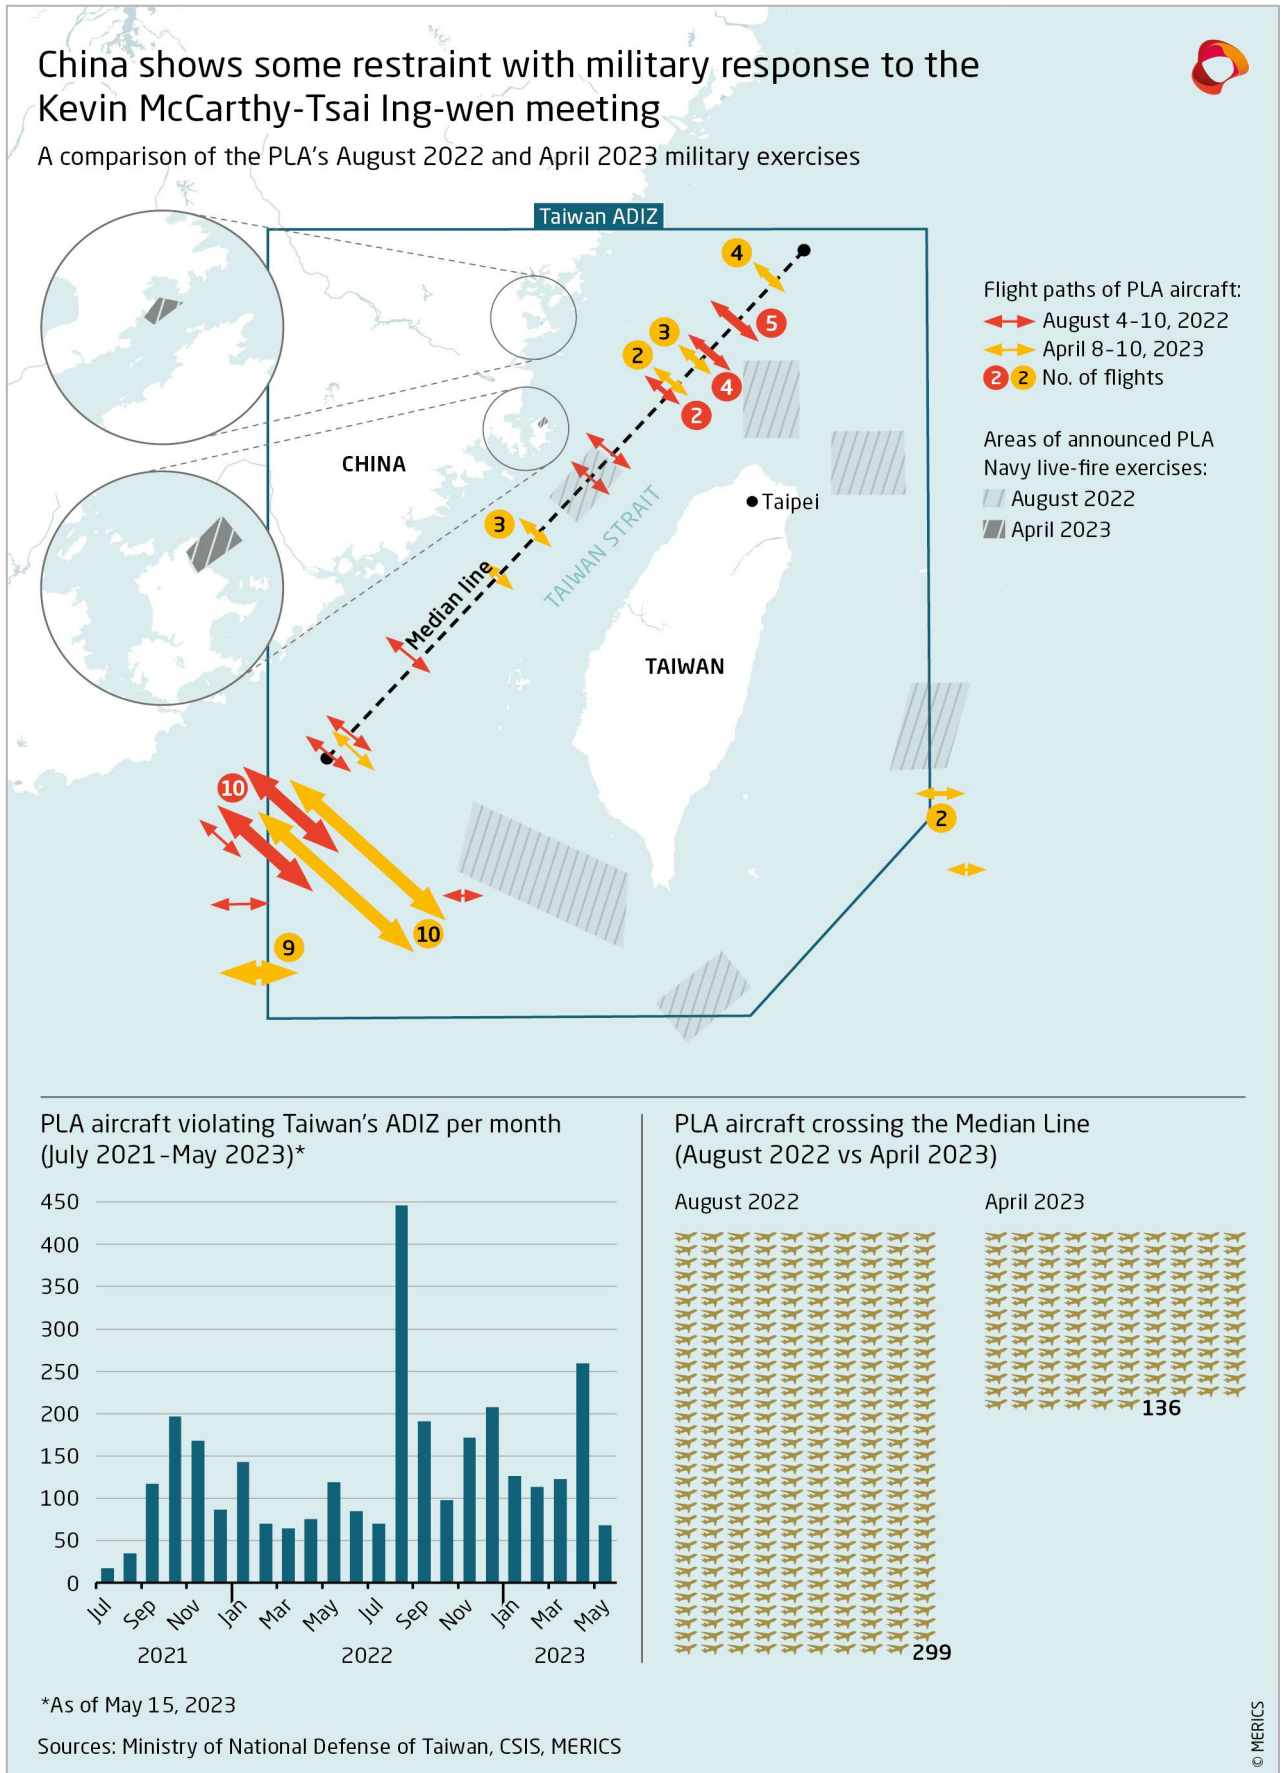 China shows some restraint with military response to the
Kevin McCarthy-Tsai Ing-wen meeting
A comparison of the PLA's August 2022 and April 2023 military exercises
Taiwan ADIZ
4
5
3
2
4
2
Flight paths of PLA aircraft:
August 4–10, 2022
April 8–10, 2023
2 2 No. of flights
Areas of announced PLA
Navy live-fire exercises:
August 2022
April 2023
CHINA
Taipei
3
TAIWAN STRAIT
Median line
TAIWAN
10
2
10
9
PLA aircraft violating Taiwan's ADIZ per month
(July 2021–May 2023)*
450
400
350
300
250
200
150
100
50
0
Jul Sep Nov Jan Mar May Jul Sep Nov Jan Mar May
2021 2022 2023
PLA aircraft crossing the Median Line
(August 2022 vs April 2023)
August 2022 April 2023
136
299
*As of May 15, 2023
Sources: Ministry of National Defense of Taiwan, CSIS, MERICS
© MERICS